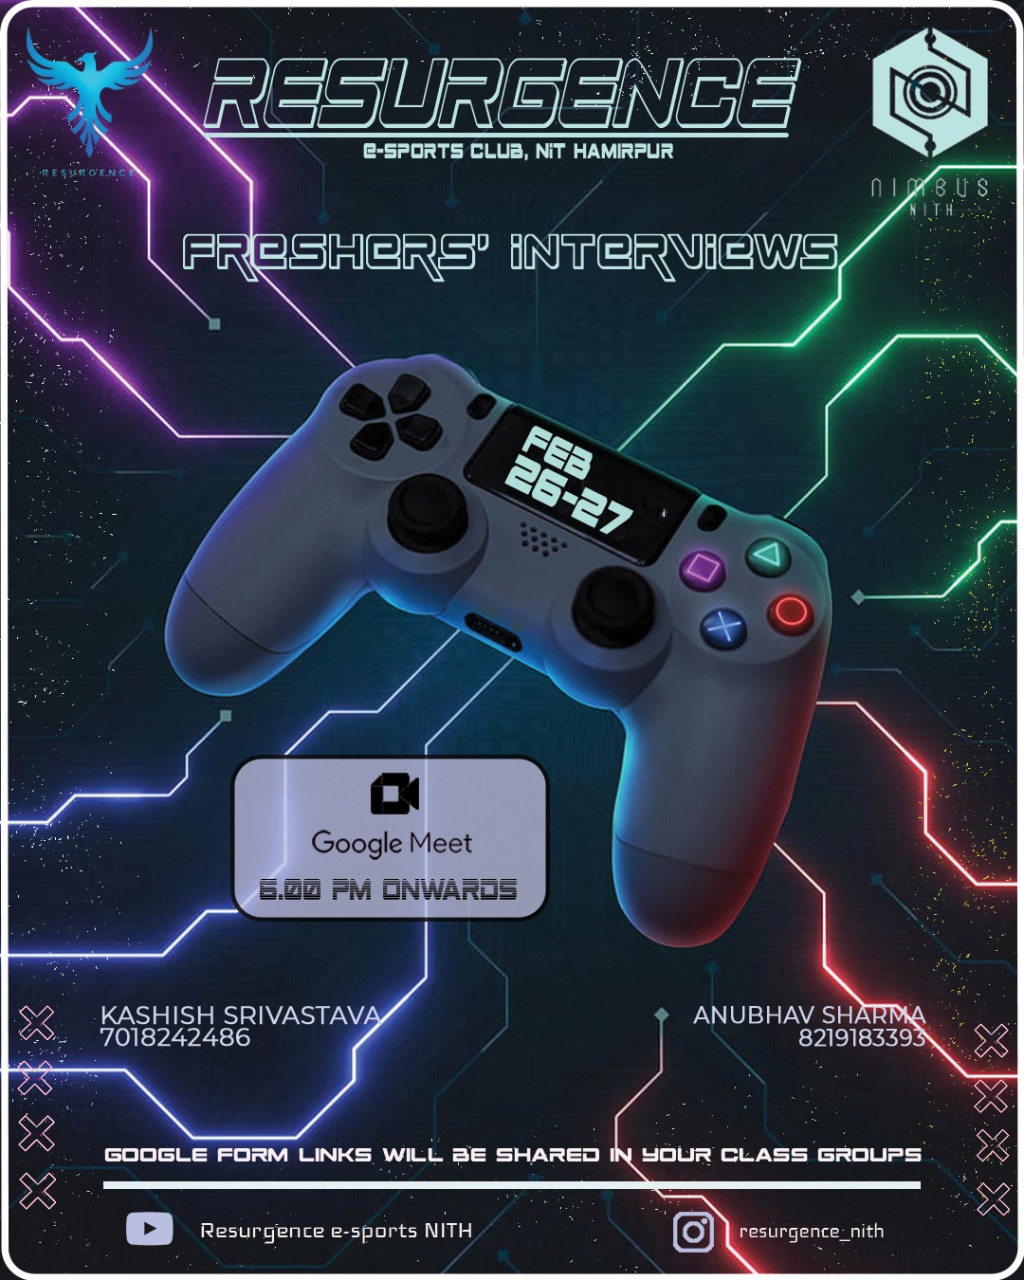 RESURGENCE
e-SPORTS CLUB, NiT HAMIRPUR
RESURGENCE
NIMBUS
NITH
FRESHERS' iNTERViEWS
FEB
26-27
Google Meet
6.00 PM ONWARDS
KASHISH SRIVASTAVA
7018242486
ANUBHAV SHARMA
8219183393
GOOGLE FORM LINKS WILL BE SHARED IN YOUR CLASS GROUPS
Resurgence e-sports NITH
resurgence_nith